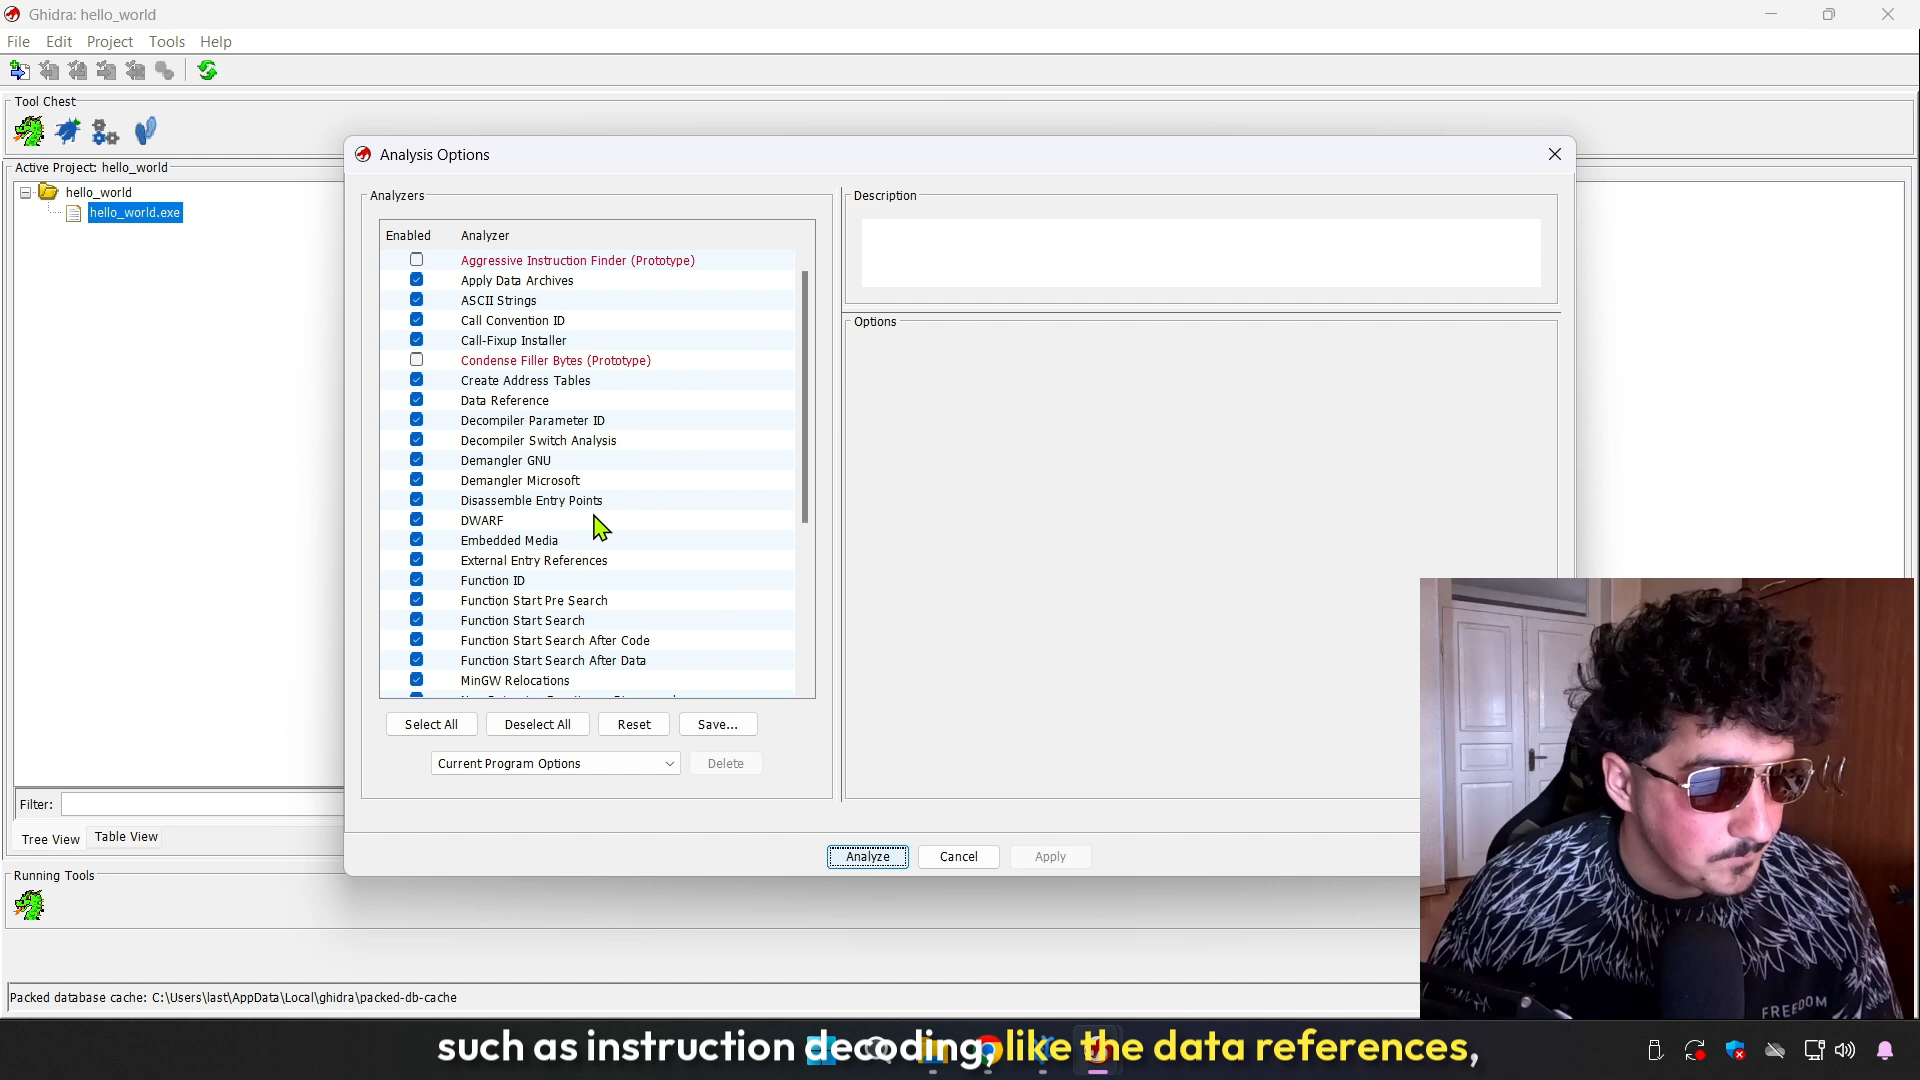 Ghidra: hello_world
File Edit Project Tools Help
Tool Chest
Active Project: hello_world
hello_world
hello_world.exe
Filter:
Tree View Table View
Running Tools
Packed database cache: C:\Users\last\AppData\Local\ghidra\packed-db-cache
Analysis Options
Analyzers
Enabled Analyzer
Aggressive Instruction Finder (Prototype)
Apply Data Archives
ASCII Strings
Call Convention ID
Call-Fixup Installer
Condense Filler Bytes (Prototype)
Create Address Tables
Data Reference
Decompiler Parameter ID
Decompiler Switch Analysis
Demangler GNU
Demangler Microsoft
Disassemble Entry Points
DWARF
Embedded Media
External Entry References
Function ID
Function Start Pre Search
Function Start Search
Function Start Search After Code
Function Start Search After Data
MinGW Relocations
Select All Deselect All Reset Save...
Current Program Options Delete
Description
Options
Analyze Cancel Apply
FREEDOM
such as instruction decoding, like the data references,